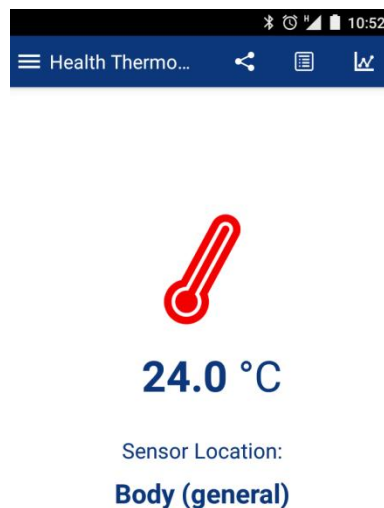 H 10:52
Health Thermo...
24.0 °C
Sensor Location:
Body (general)